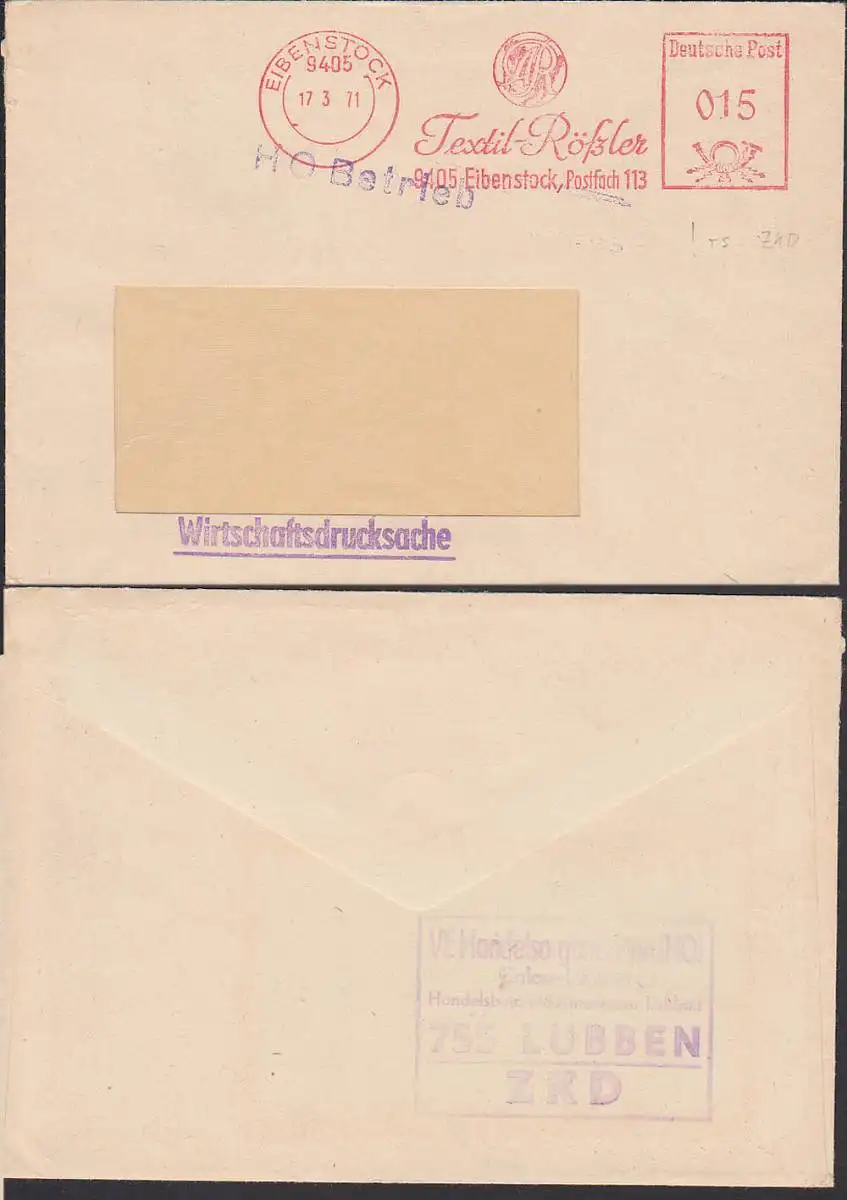 EIBENSTOCK
9405
17 3 71
Textil-Rößler
9405 Eibenstock, Postfach 113
Deutsche Post
015
HO Betrieb
ZKD
Wirtschaftsdrucksache
VE (HO)
755 LÜBBEN
ZKD